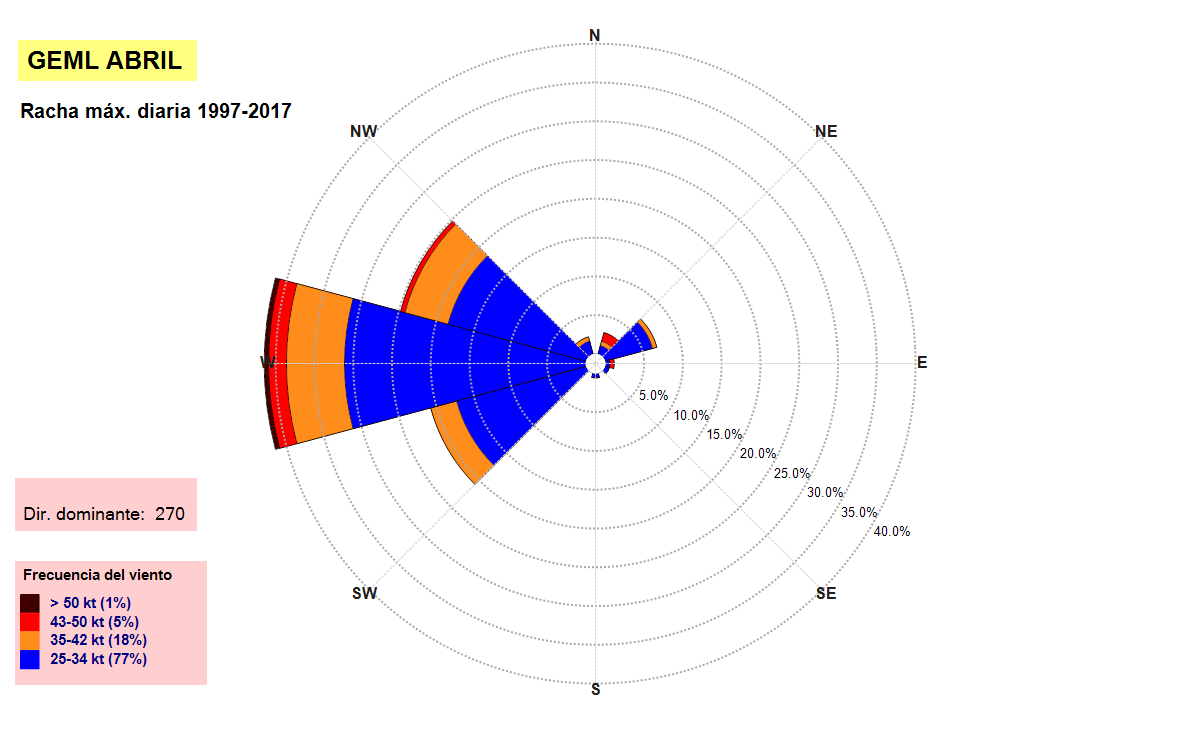 GEML ABRIL
Racha máx. diaria 1997-2017
N
NW
NE
W
E
5.0%
10.0%
15.0%
20.0%
25.0%
30.0%
35.0%
40.0%
Dir. dominante: 270
Frecuencia del viento
> 50 kt (1%)
43-50 kt (5%)
35-42 kt (18%)
25-34 kt (77%)
SW
SE
S